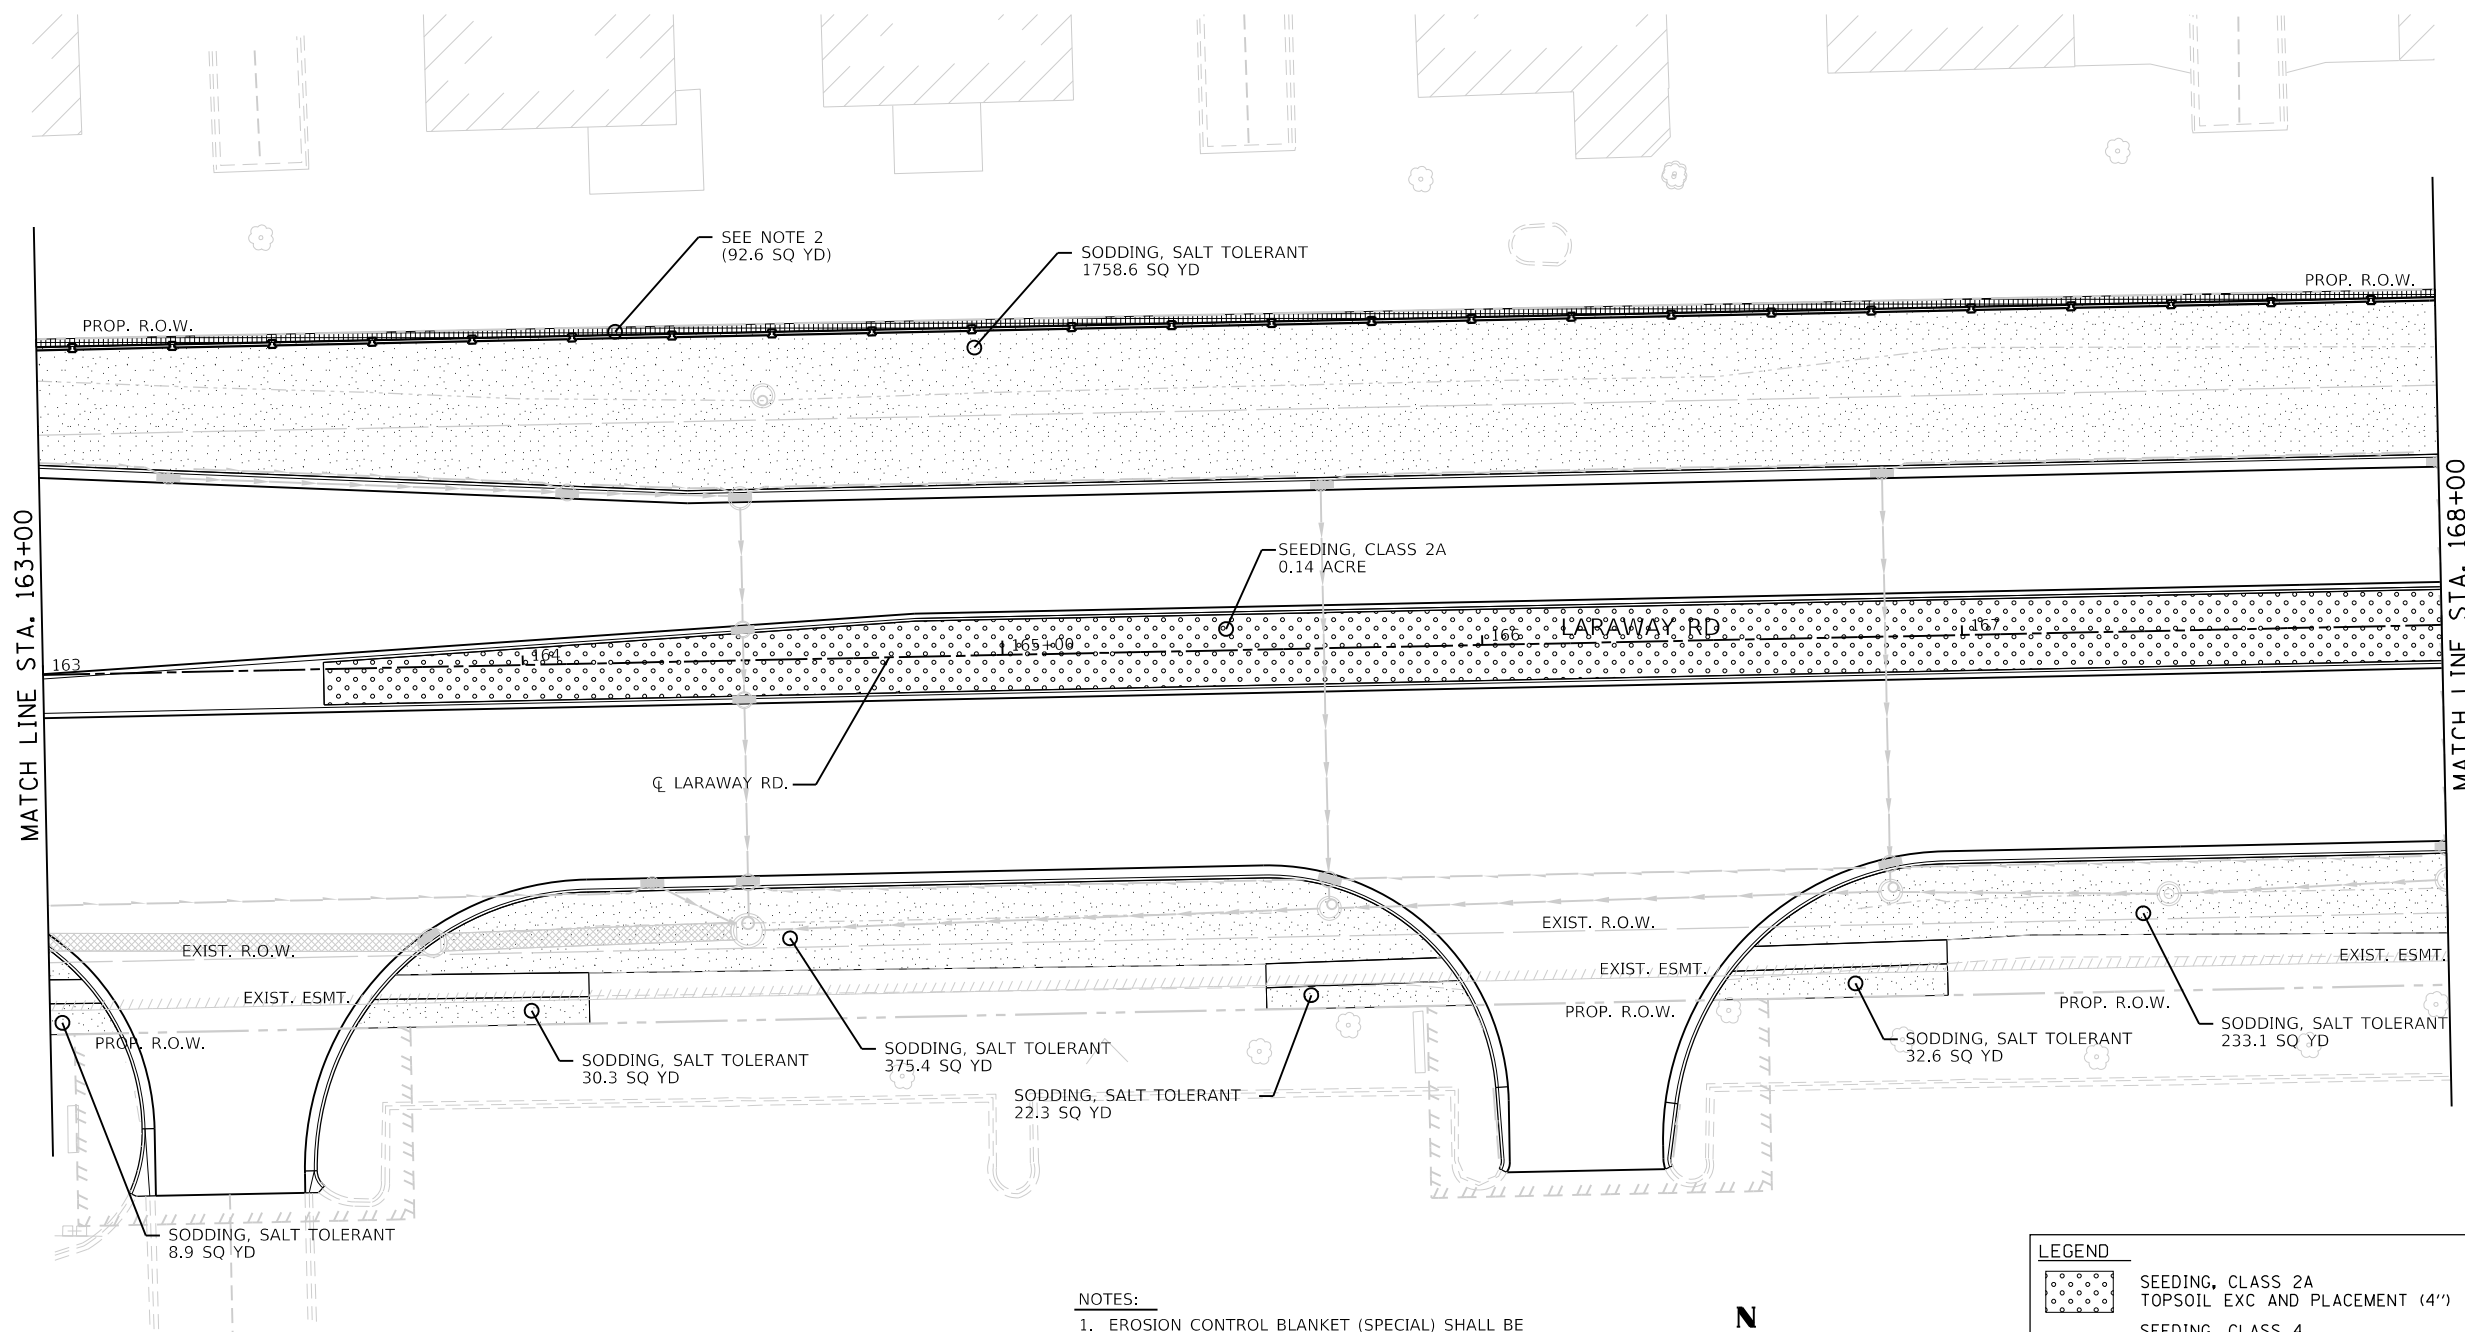 SEE NOTE 2
(92.6 SQ YD)
SODDING, SALT TOLERANT
1758.6 SQ YD
PROP. R.O.W.
PROP. R.O.W.
MATCH LINE STA. 163+00
MATCH LINE STA. 168+00
SEEDING, CLASS 2A
0.14 ACRE
163
164
165+00
166
LARAWAY RD
167
℄ LARAWAY RD.
EXIST. R.O.W.
EXIST. R.O.W.
EXIST. ESMT.
EXIST. ESMT.
EXIST. ESMT.
PROP. R.O.W.
PROP. R.O.W.
PROP. R.O.W.
SODDING, SALT TOLERANT
30.3 SQ YD
SODDING, SALT TOLERANT
375.4 SQ YD
SODDING, SALT TOLERANT
22.3 SQ YD
SODDING, SALT TOLERANT
32.6 SQ YD
SODDING, SALT TOLERANT
233.1 SQ YD
SODDING, SALT TOLERANT
8.9 SQ YD
NOTES:
1. EROSION CONTROL BLANKET (SPECIAL) SHALL BE
N
LEGEND
SEEDING, CLASS 2A
TOPSOIL EXC AND PLACEMENT (4'')
SEEDING, CLASS 4